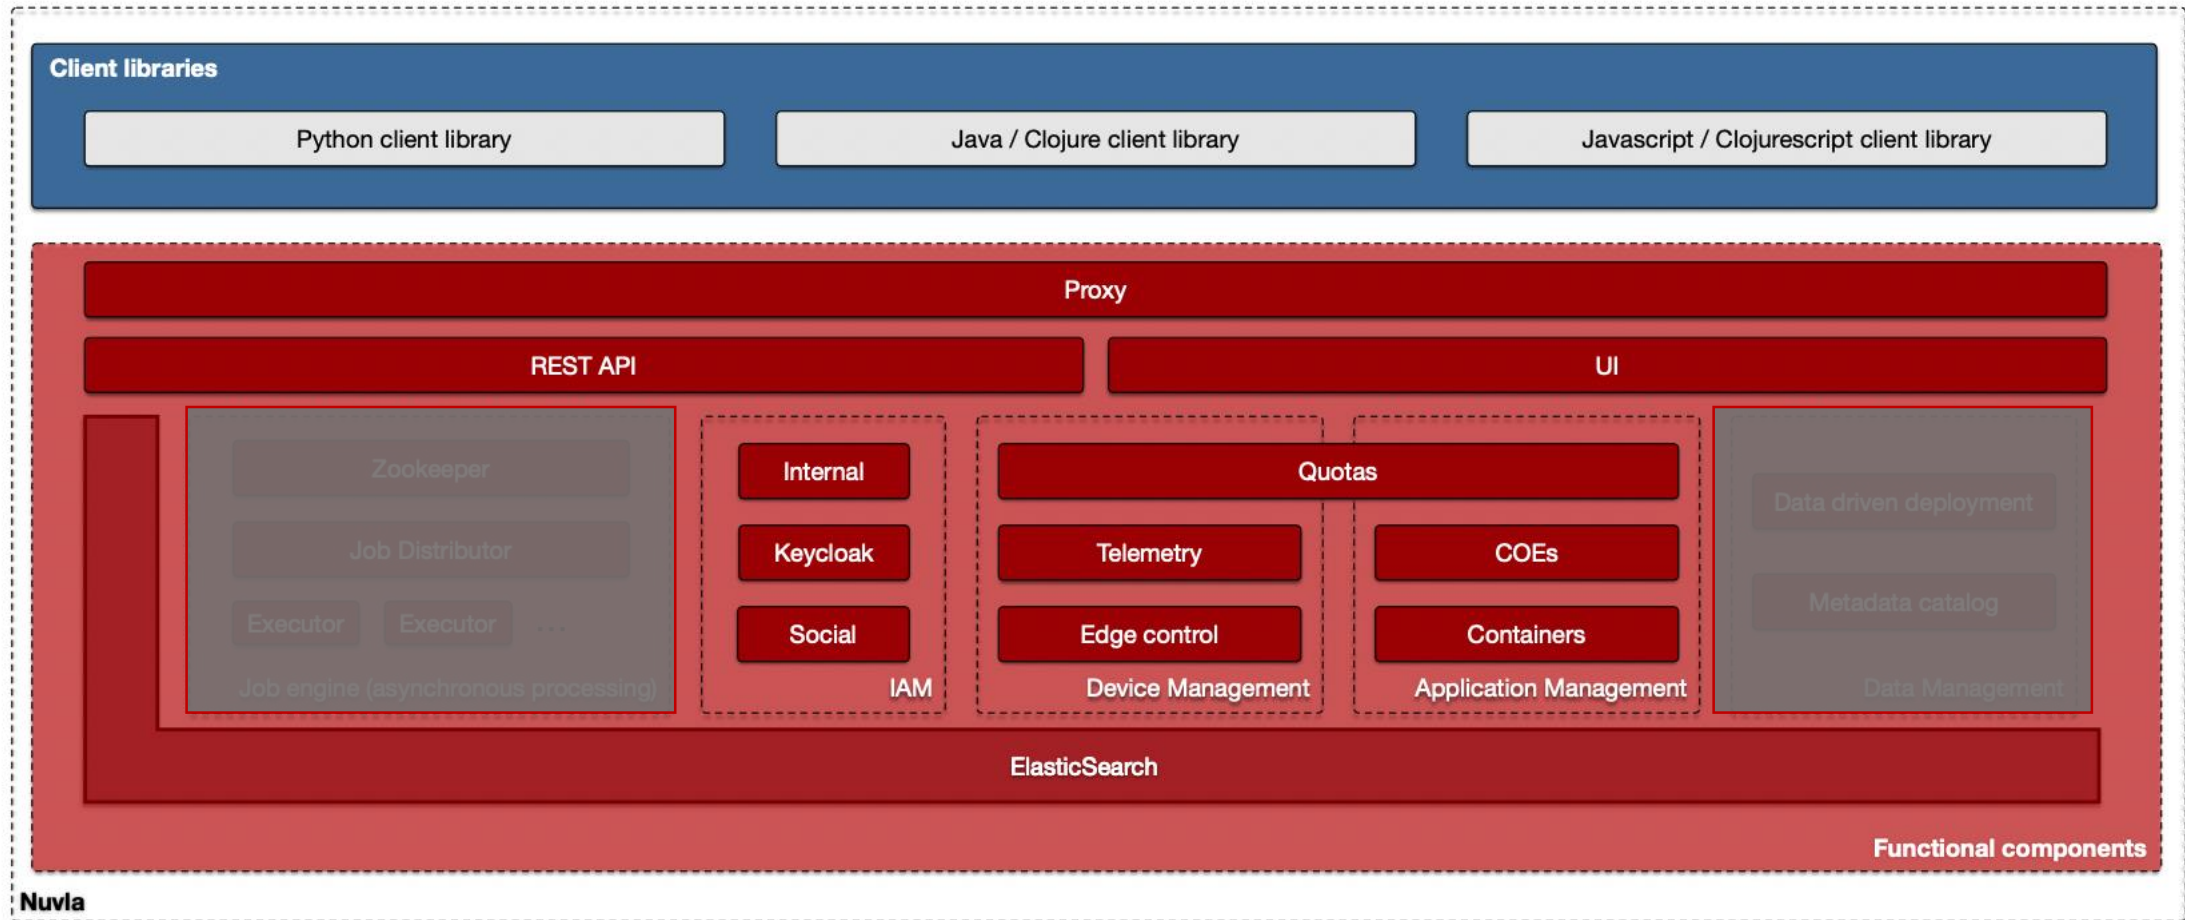 Client libraries
Python client library
Java / Clojure client library
Javascript / Clojurescript client library
Proxy
REST API
UI
Zookeeper
Job Distributor
Executor
Executor
...
Job engine (asynchronous processing)
Internal
Keycloak
Social
IAM
Quotas
Telemetry
Edge control
Device Management
COEs
Containers
Application Management
Data driven deployment
Metadata catalog
Data Management
ElasticSearch
Functional components
Nuvla